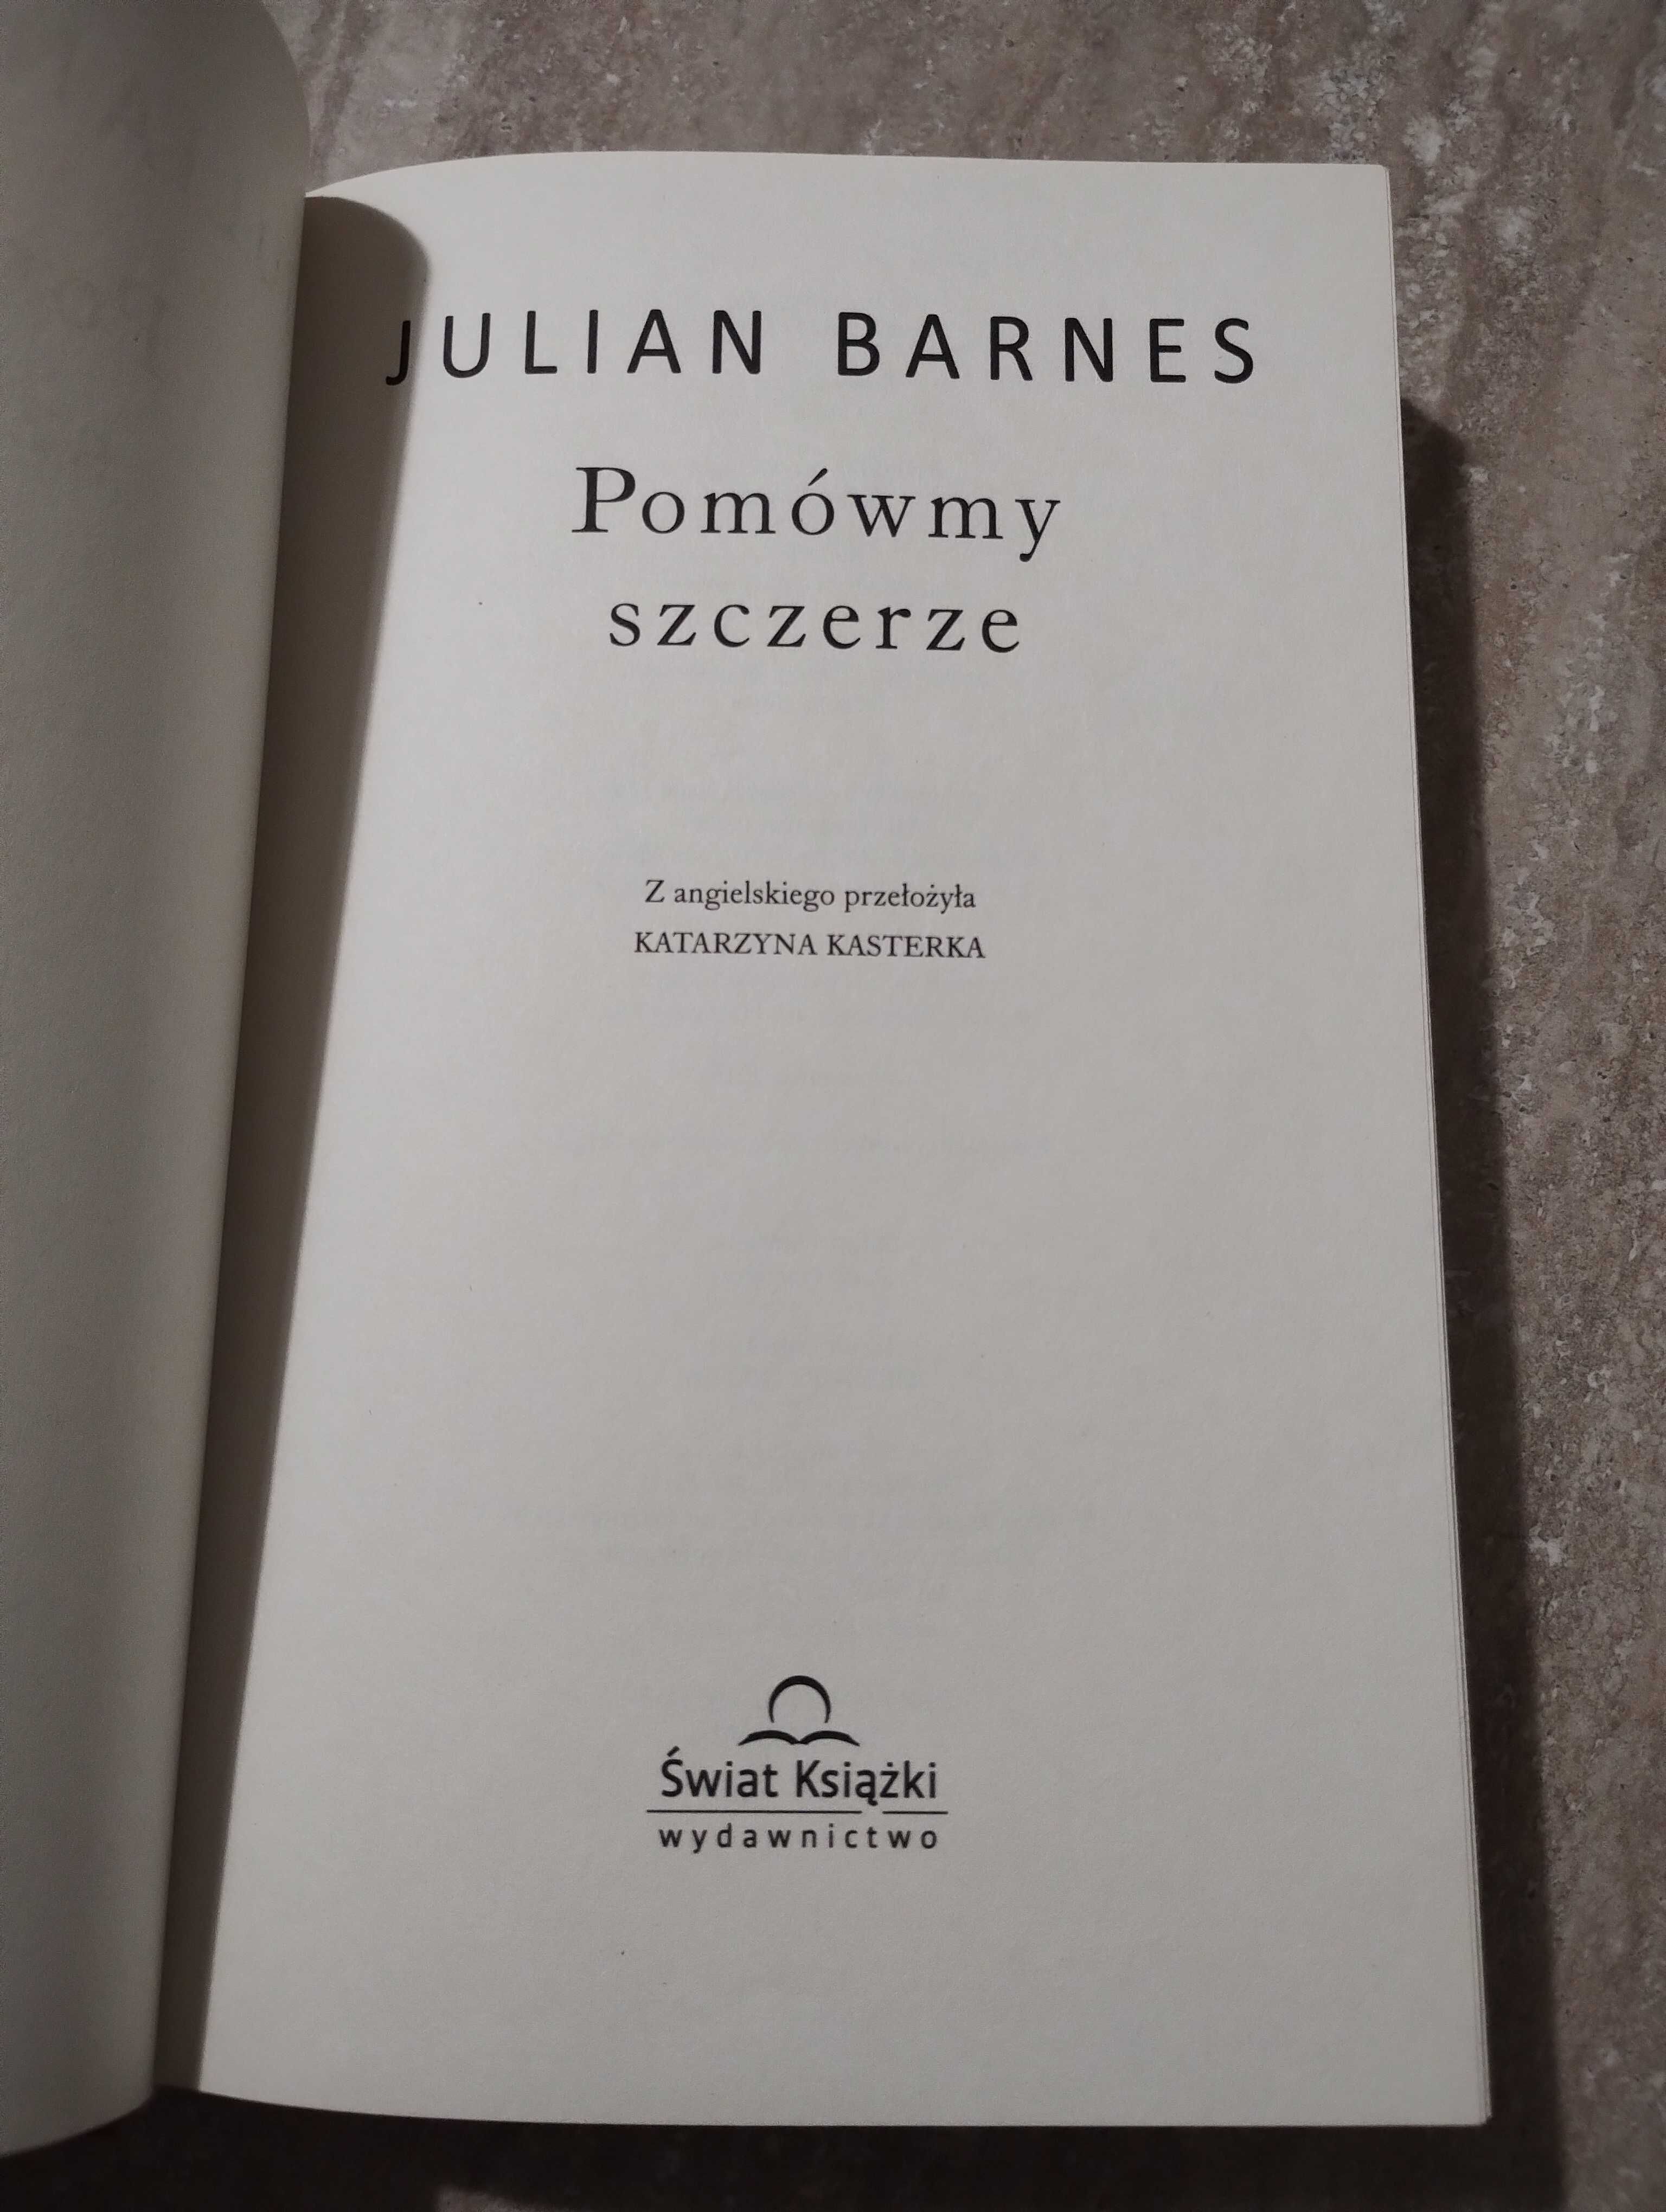 JULIAN BARNES
Pomówmy
szczerze
Z angielskiego przełożyła
KATARZYNA KASTERKA
Świat Książki
wydawnictwo